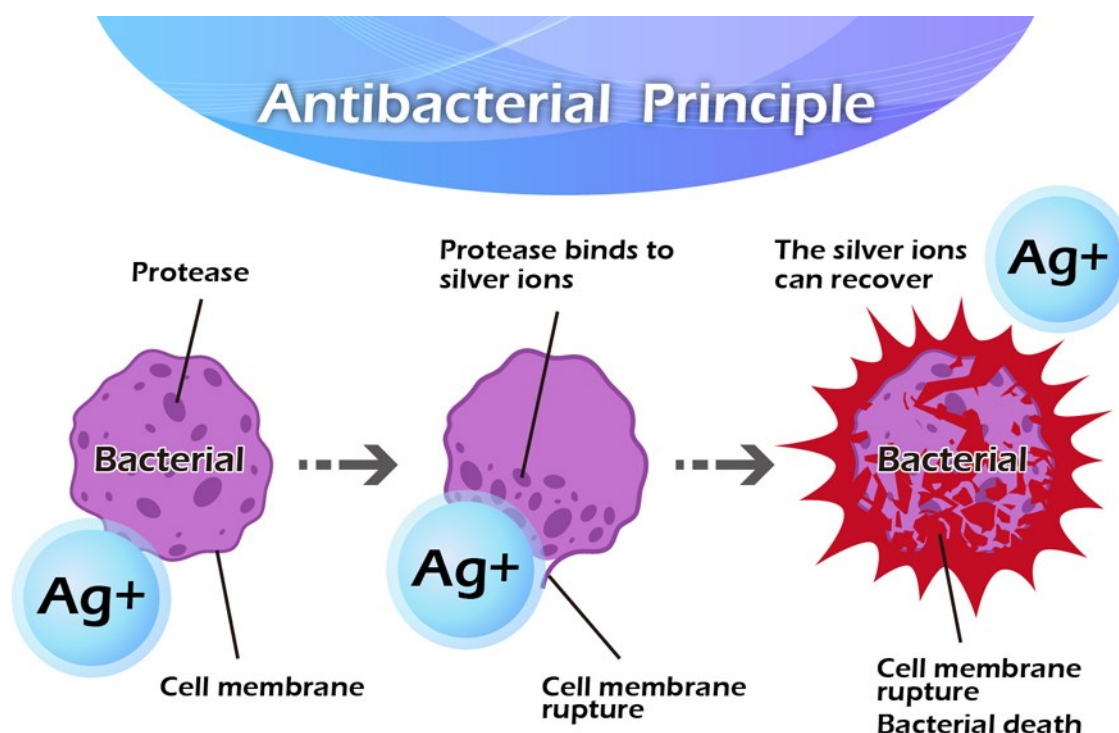 Antibacterial Principle
Protease
Protease binds to
silver ions
The silver ions
can recover
Ag+
Bacterial
Bacterial
Ag+
Ag+
Cell membrane
Cell membrane
rupture
Cell membrane
rupture
Bacterial death